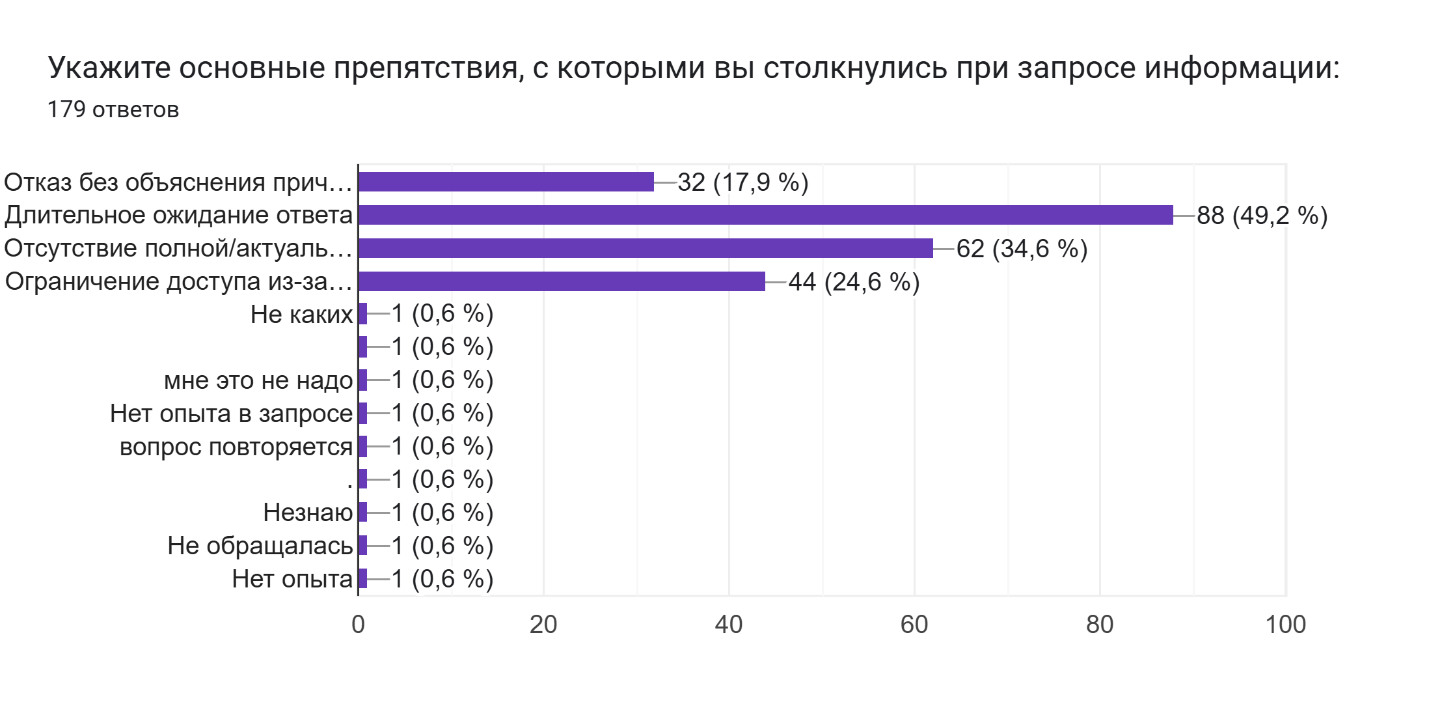 Укажите основные препятствия, с которыми вы столкнулись при запросе информации:
179 ответов
Отказ без объяснения прич… 32 (17,9 %)
Длительное ожидание ответа 88 (49,2 %)
Отсутствие полной/актуаль… 62 (34,6 %)
Ограничение доступа из-за… 44 (24,6 %)
Не каких 1 (0,6 %)
1 (0,6 %)
мне это не надо 1 (0,6 %)
Нет опыта в запросе 1 (0,6 %)
вопрос повторяется 1 (0,6 %)
. 1 (0,6 %)
Незнаю 1 (0,6 %)
Не обращалась 1 (0,6 %)
Нет опыта 1 (0,6 %)
0 20 40 60 80 100